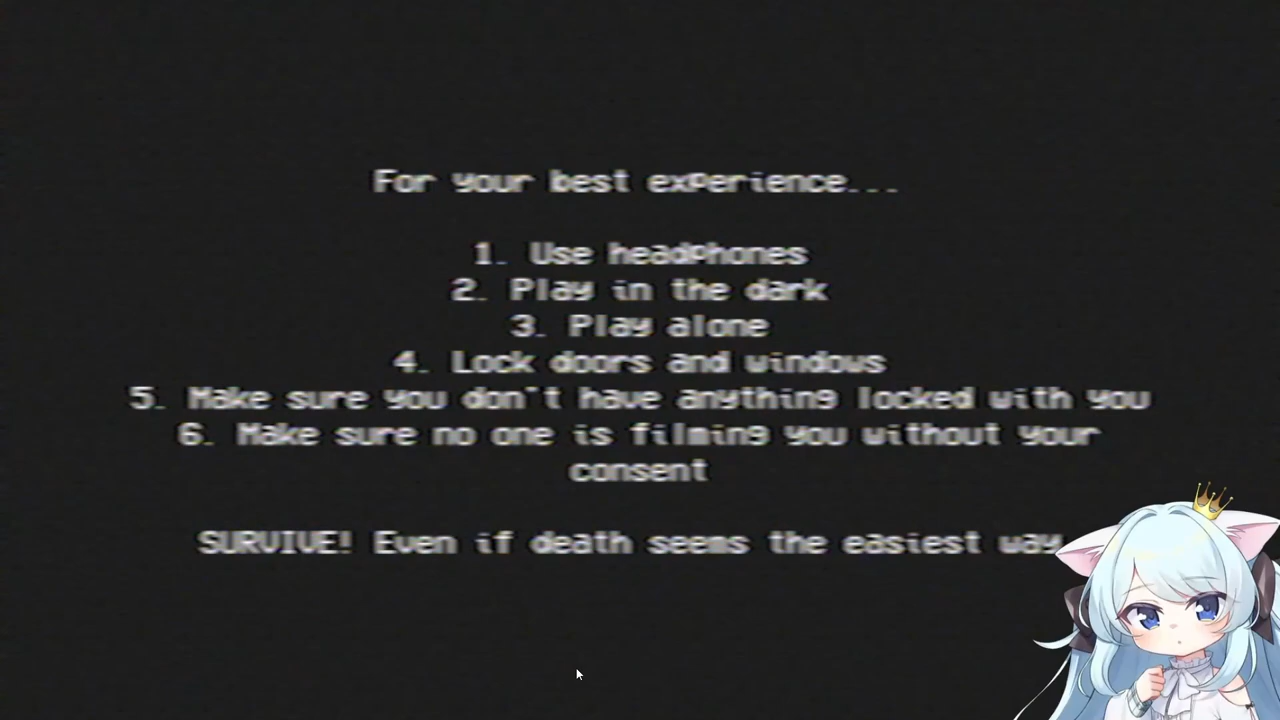 For your best experience...
1. Use headphones
2. Play in the dark
3. Play alone
4. Lock doors and windows
5. Make sure you don't have anything locked with you
6. Make sure no one is filming you without your
consent
SURVIVE! Even if death seems the easiest way